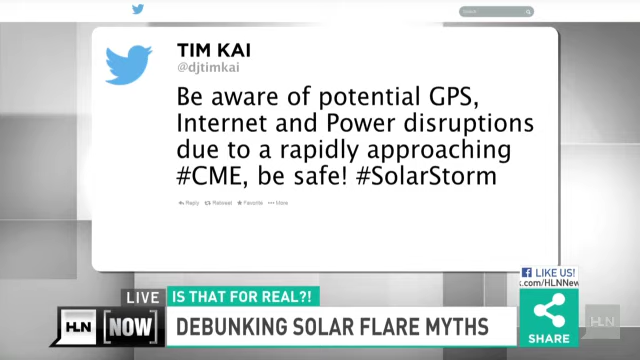 TIM KAI
@djtimkai
Be aware of potential GPS,
Internet and Power disruptions
due to a rapidly approaching
#CME, be safe! #SolarStorm
Reply Retweet Favorite More
LIKE US!
k.com/HLNNew
LIVE IS THAT FOR REAL?!
HLN [NOW] DEBUNKING SOLAR FLARE MYTHS
SHARE
HLN